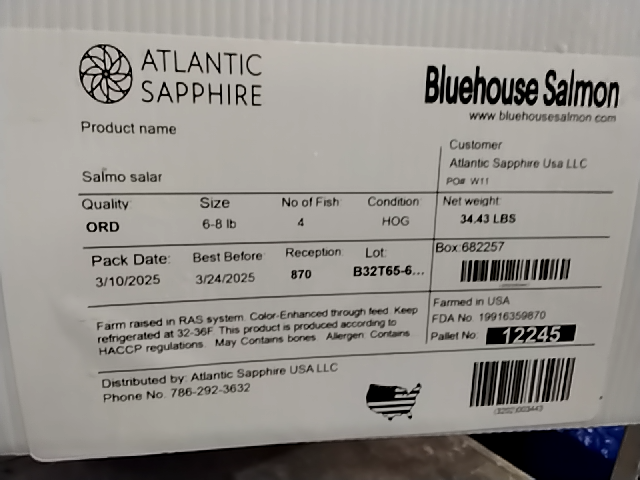 ATLANTIC
SAPPHIRE
Bluehouse Salmon
www.bluehousesalmon.com
Product name
Salmo salar
Customer
Atlantic Sapphire Usa LLC
PO# W11
Quality:
ORD
Size
6-8 lb
No of Fish:
4
Condition:
HOG
Net weight:
34.43 LBS
Pack Date:
3/10/2025
Best Before:
3/24/2025
Reception:
870
Lot:
B32T65-6...
Box:682257
Farm raised in RAS system. Color-Enhanced through feed. Keep
refrigerated at 32-36F. This product is produced according to
HACCP regulations. May Contains bones. Allergen: Contains
Farmed in USA
FDA No. 19916359870
Pallet No: 12245
Distributed by: Atlantic Sapphire USA LLC
Phone No. 786-292-3632
(3202)003443